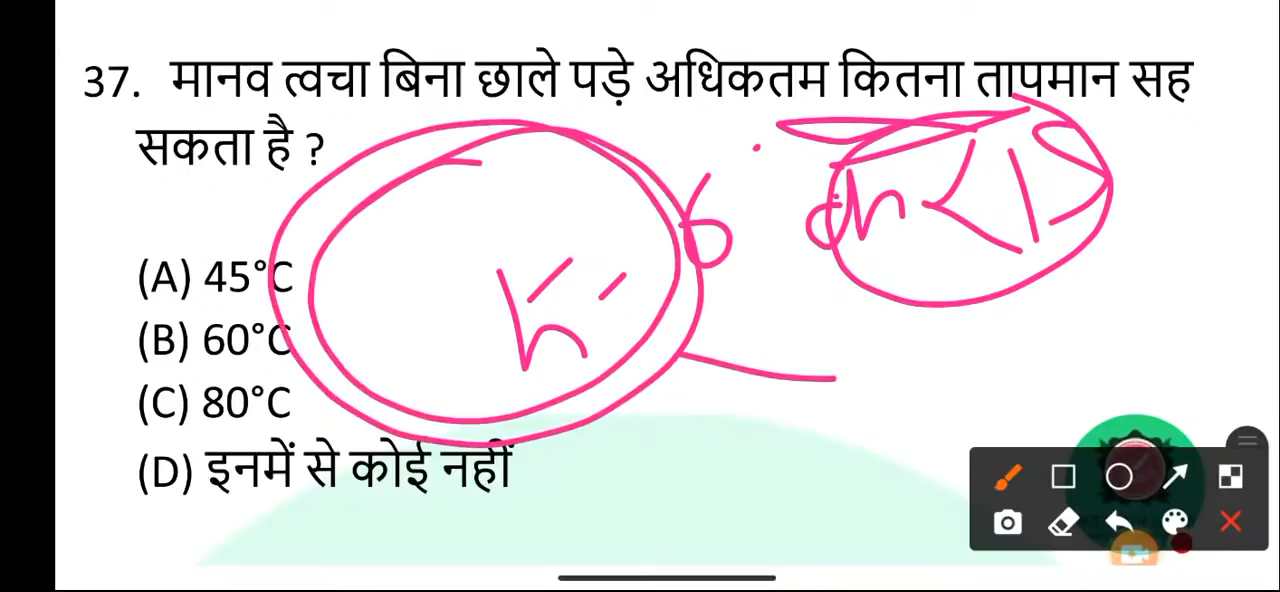 37. मानव त्वचा बिना छाले पड़े अधिकतम कितना तापमान सह
सकता है ?
(A) 45°C
(B) 60°C
(C) 80°C
(D) इनमें से कोई नहीं